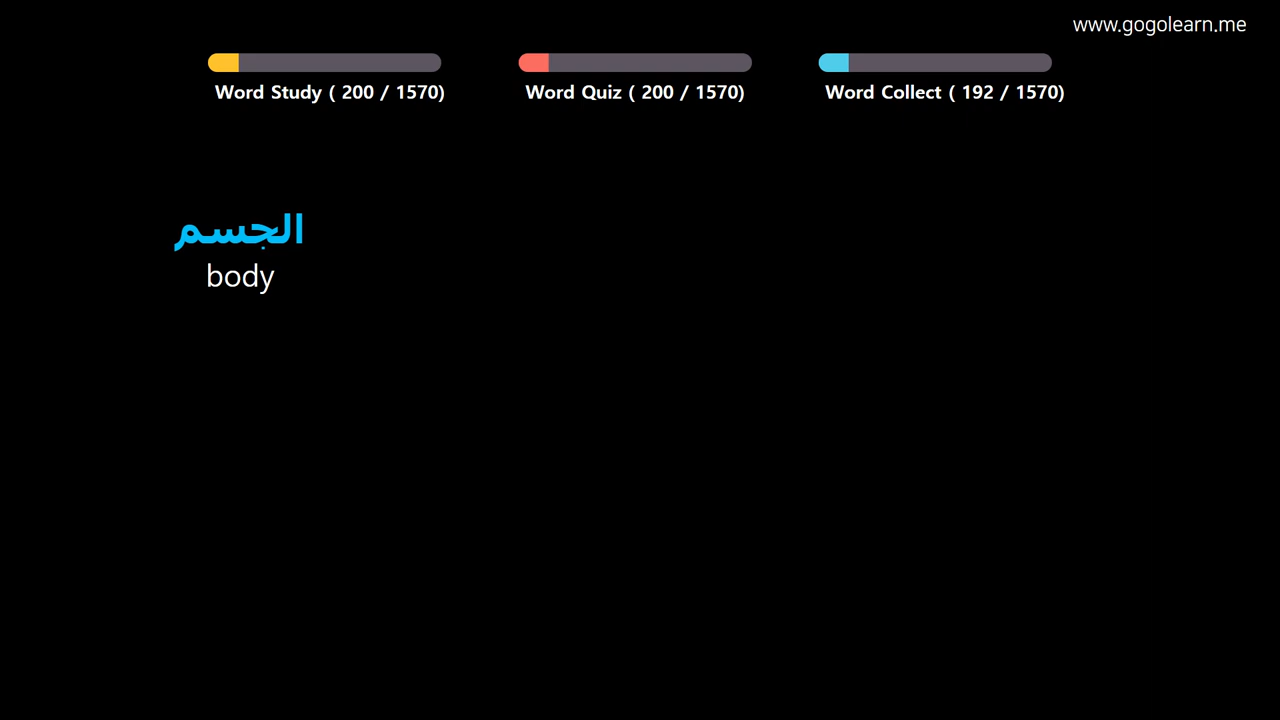 www.gogolearn.me
Word Study ( 200 / 1570)
Word Quiz ( 200 / 1570)
Word Collect ( 192 / 1570)
الجسم
body